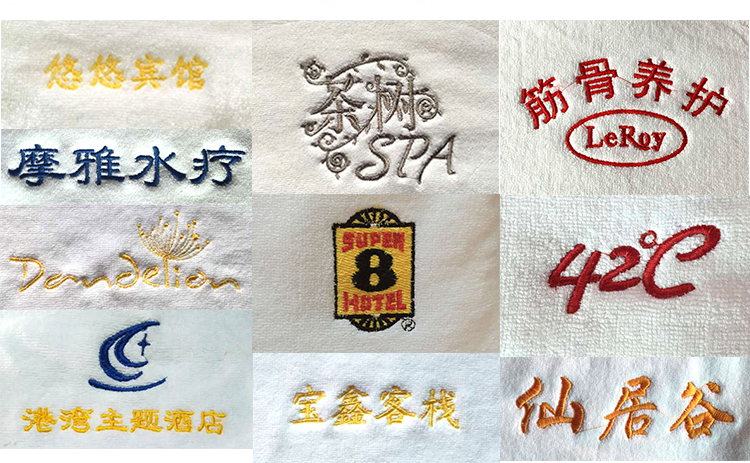 悠悠宾馆
摩雅水疗
Dandelion
港湾主题酒店
茶树
SPA
SUPER
8
HOTEL
®
宝鑫客栈
筋骨养护
LeRoy
42℃
仙居谷